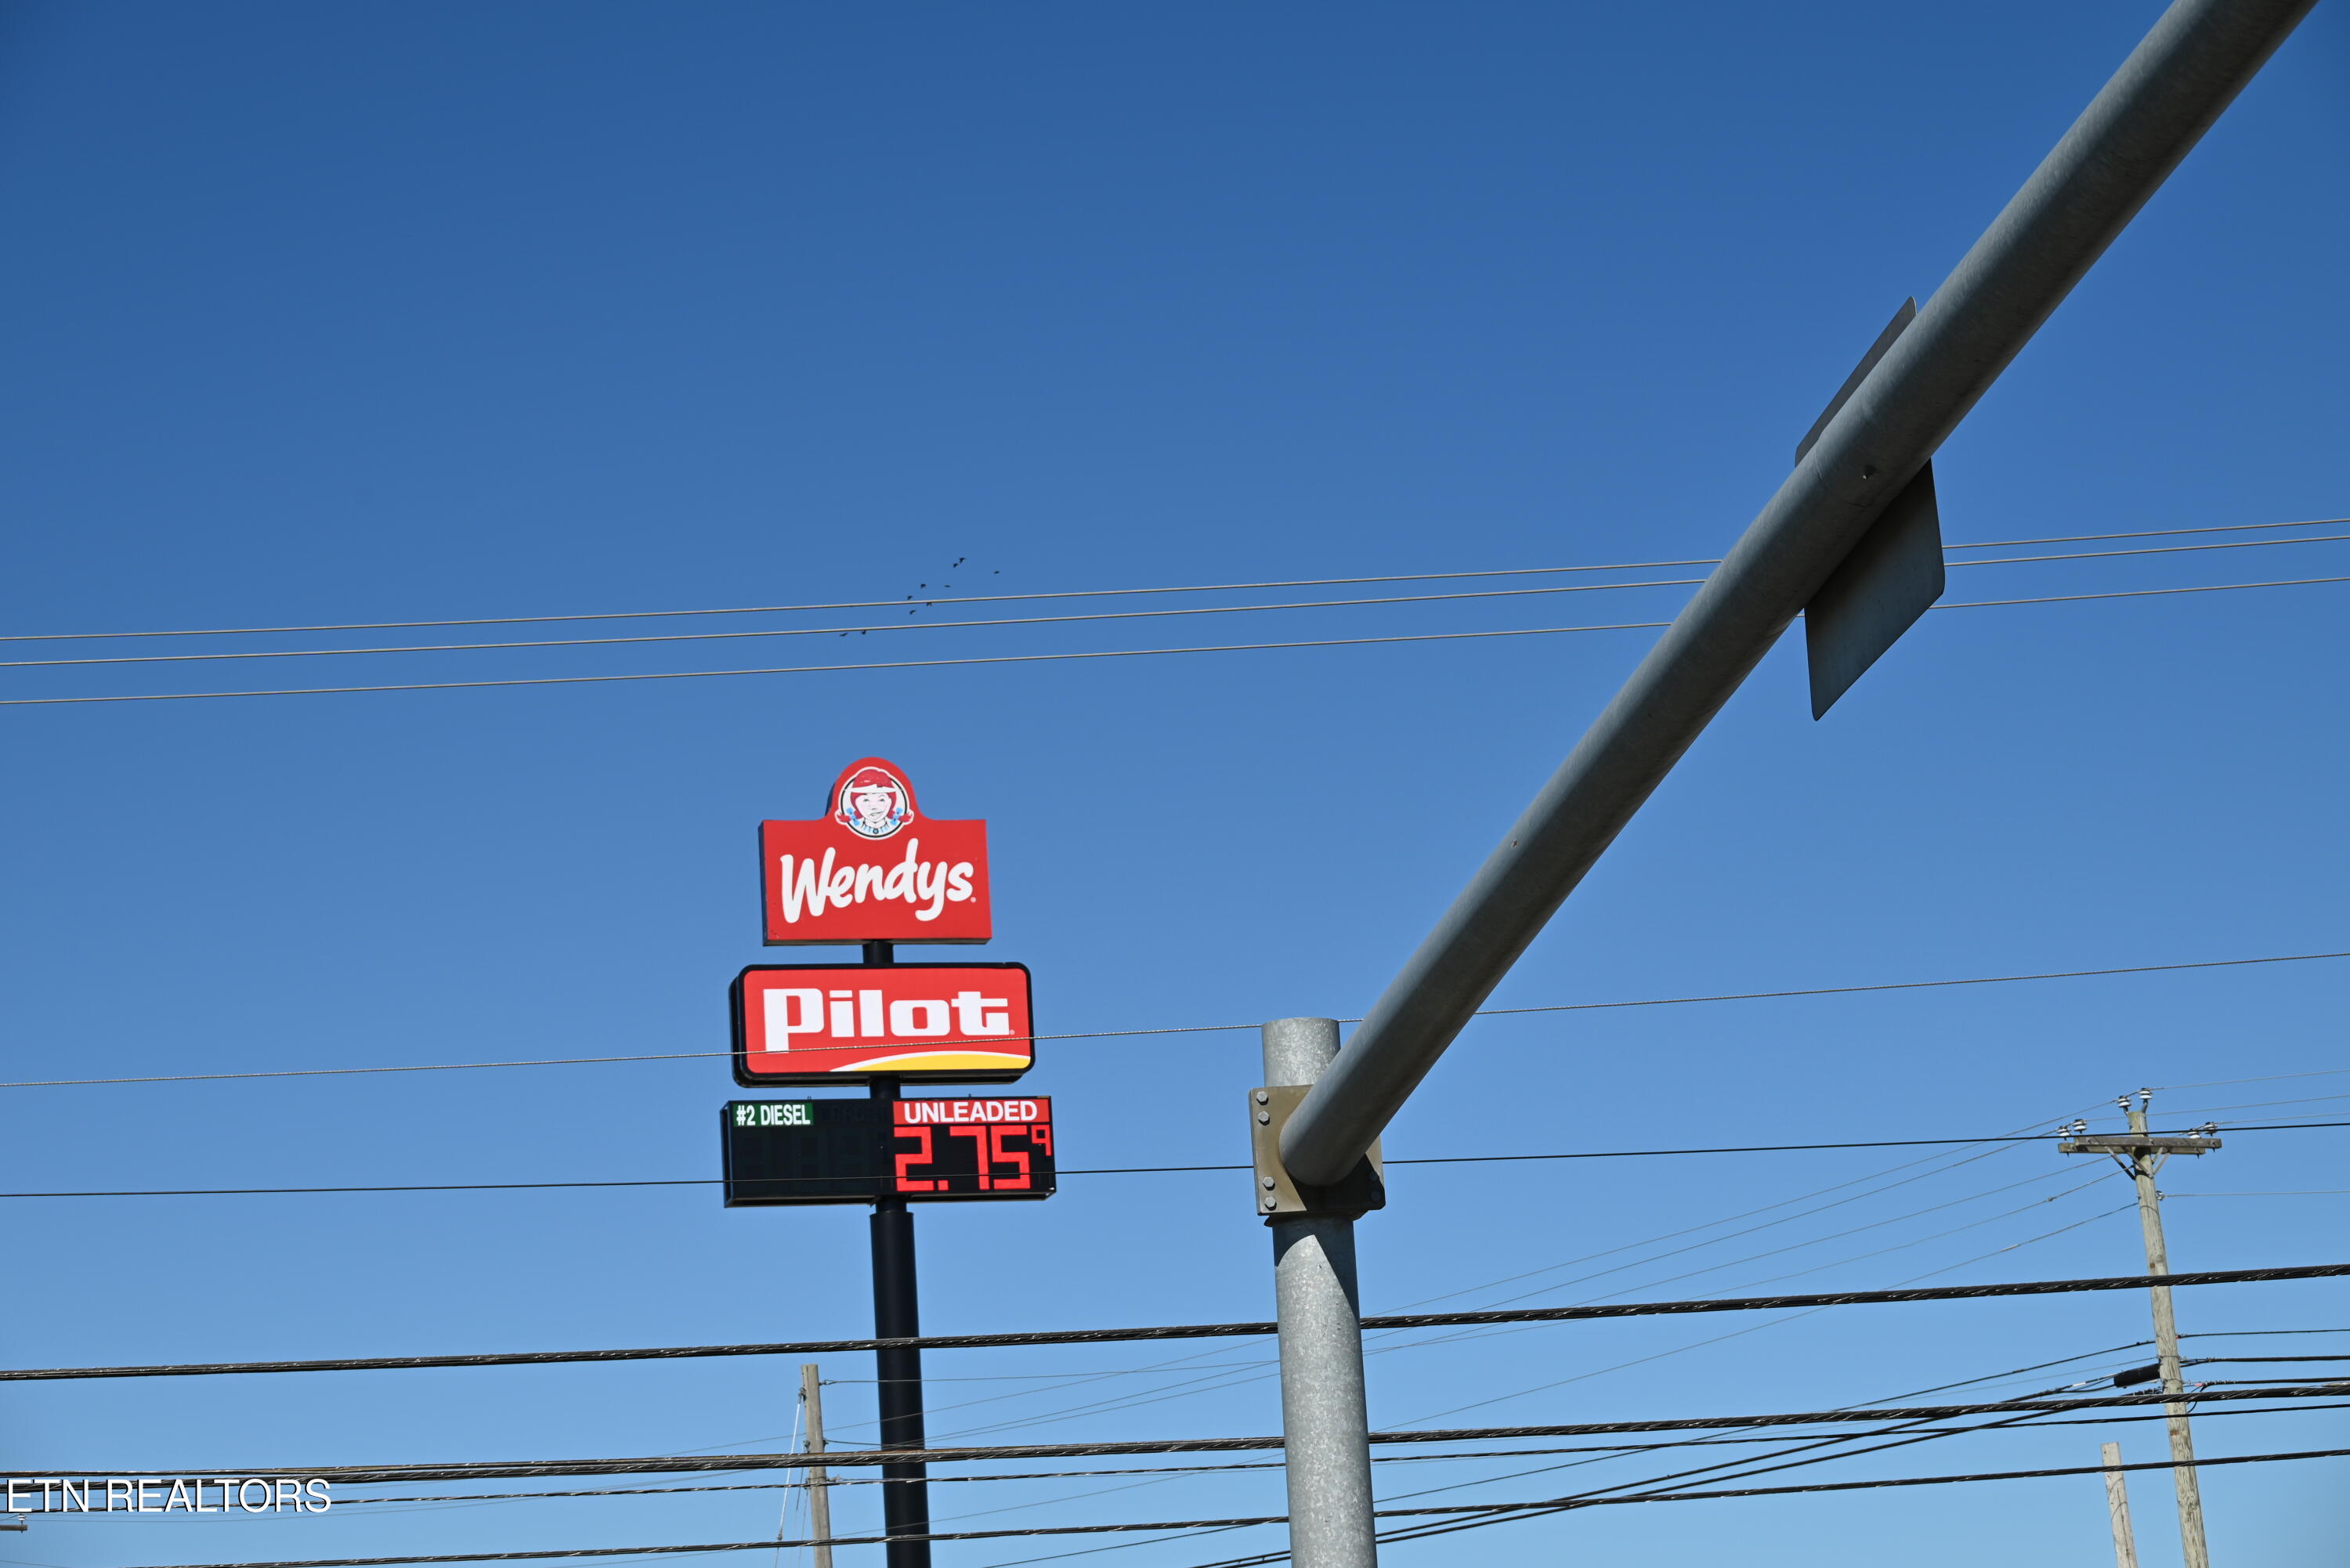 Wendys
Pilot
#2 DIESEL
UNLEADED
2.75 9
ETN REALTORS